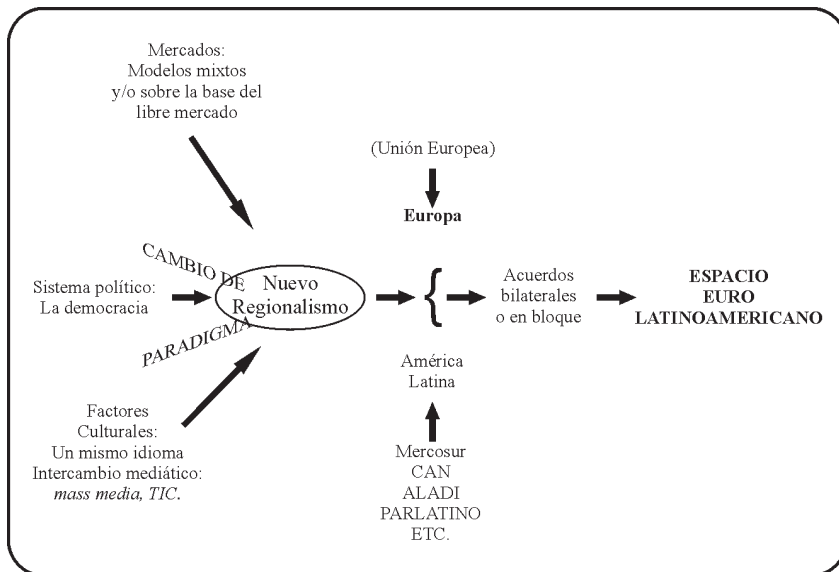 Mercados:
Modelos mixtos
y/o sobre la base del
libre mercado
(Unión Europea)
Europa
CAMBIO DE
PARADIGMA
Sistema político:
La democracia
Nuevo
Regionalismo
{
Acuerdos
bilaterales
o en bloque
ESPACIO
EURO
LATINOAMERICANO
América
Latina
Factores
Culturales:
Un mismo idioma
Intercambio mediático:
mass media, TIC.
Mercosur
CAN
ALADI
PARLATINO
ETC.